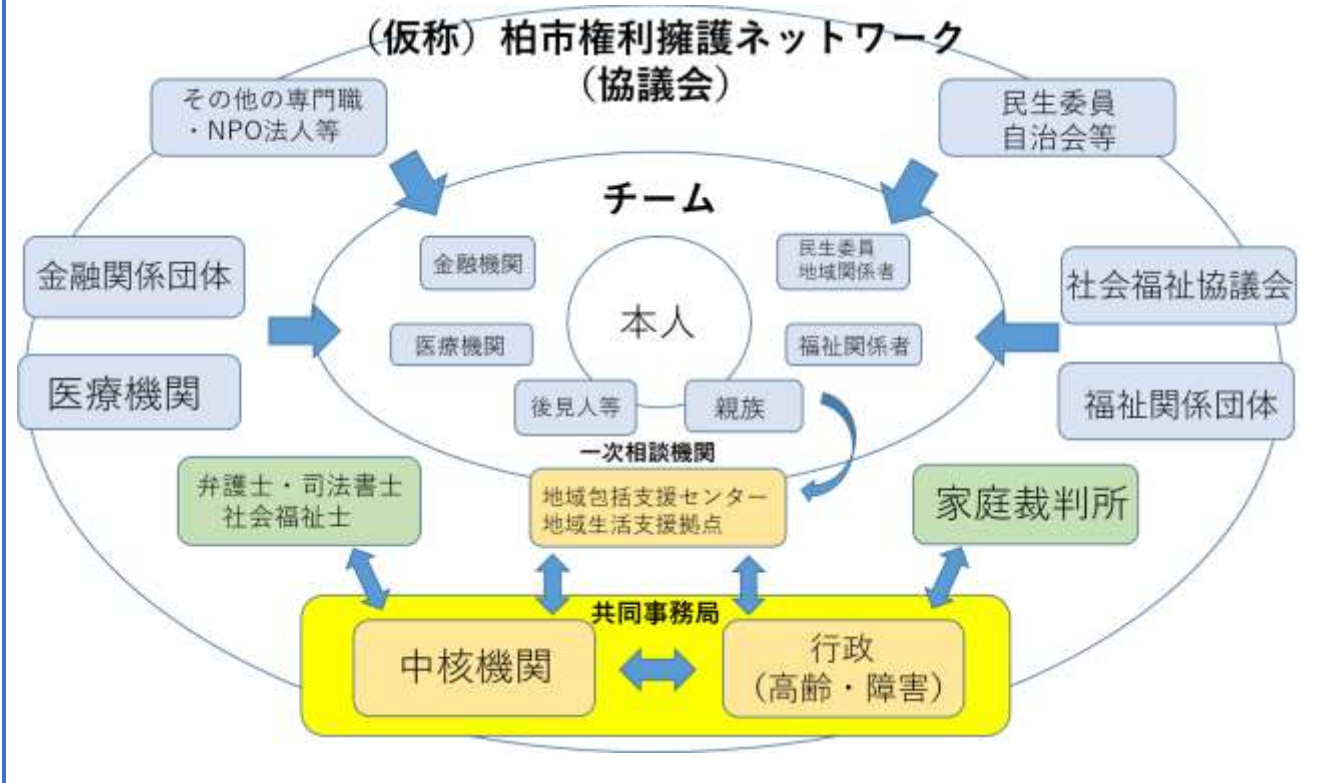 （仮称）柏市権利擁護ネットワーク
（協議会）
その他の専門職
・NPO法人等
民生委員
自治会等
チーム
金融関係団体
医療機関
金融機関
医療機関
本人
民生委員
地域関係者
福祉関係者
後見人等
親族
社会福祉協議会
福祉関係団体
一次相談機関
地域包括支援センター
地域生活支援拠点
弁護士・司法書士
社会福祉士
家庭裁判所
共同事務局
中核機関
行政
（高齢・障害）